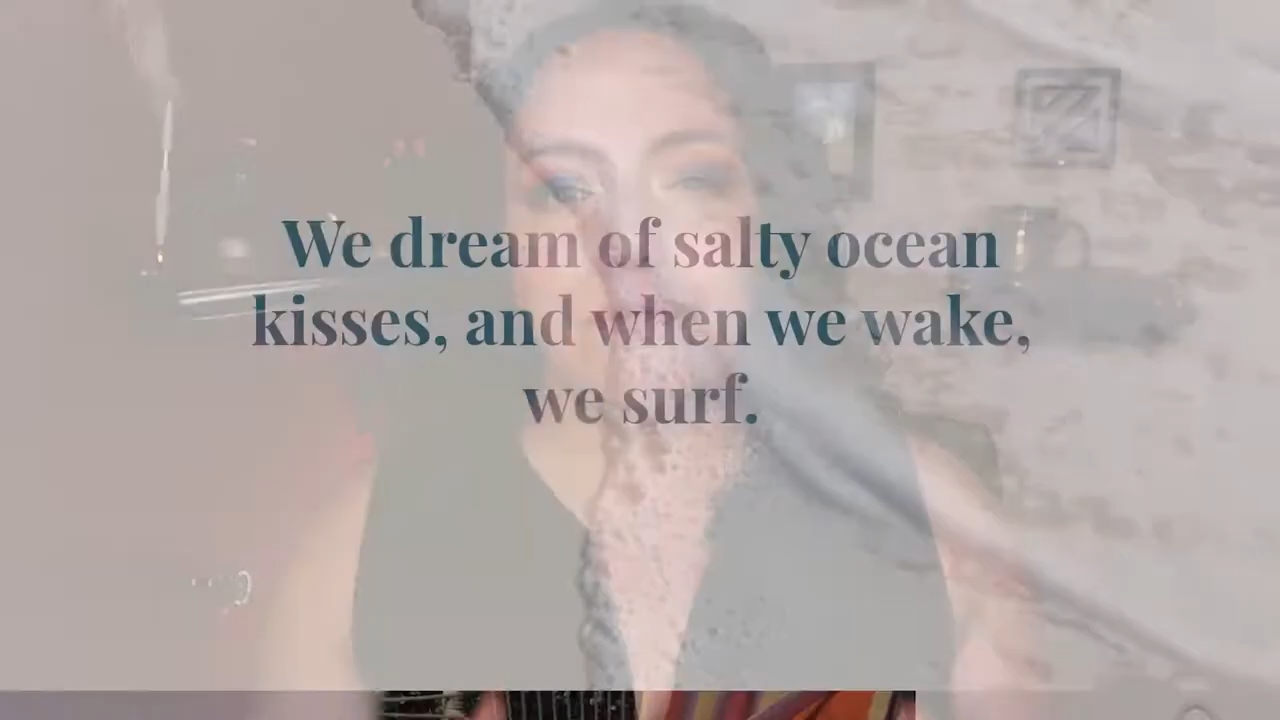 We dream of salty ocean
kisses, and when we wake,
we surf.